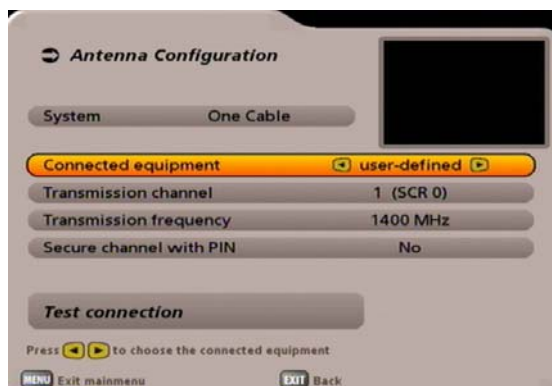 Antenna Configuration
System One Cable
Connected equipment user-defined
Transmission channel 1 (SCR 0)
Transmission frequency 1400 MHz
Secure channel with PIN No
Test connection
Press to choose the connected equipment
MENU Exit mainmenu EXIT Back